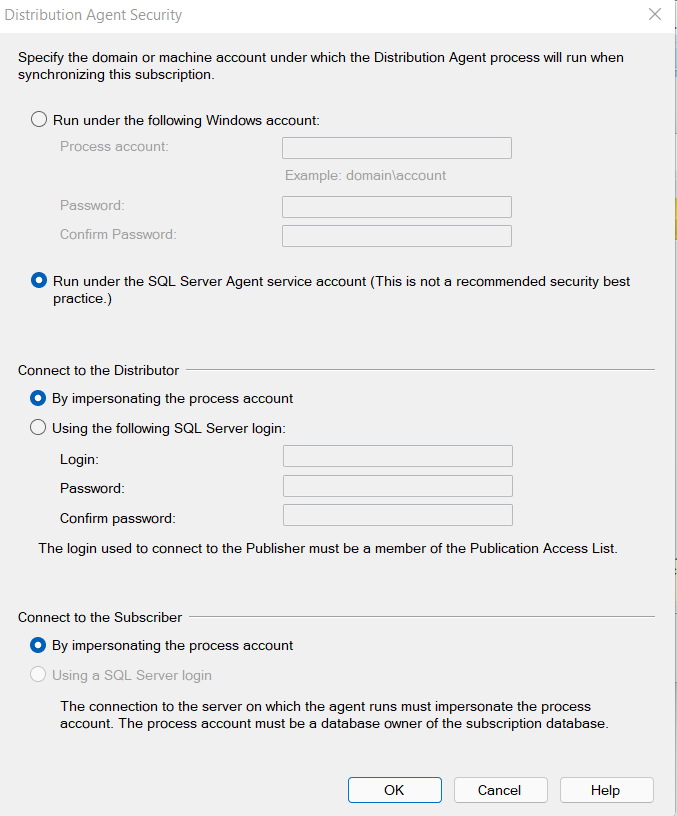 Distribution Agent Security
Specify the domain or machine account under which the Distribution Agent process will run when
synchronizing this subscription.
Run under the following Windows account:
Process account:
Example: domain\account
Password:
Confirm Password:
Run under the SQL Server Agent service account (This is not a recommended security best
practice.)
Connect to the Distributor
By impersonating the process account
Using the following SQL Server login:
Login:
Password:
Confirm password:
The login used to connect to the Publisher must be a member of the Publication Access List.
Connect to the Subscriber
By impersonating the process account
Using a SQL Server login
The connection to the server on which the agent runs must impersonate the process
account. The process account must be a database owner of the subscription database.
OK Cancel Help